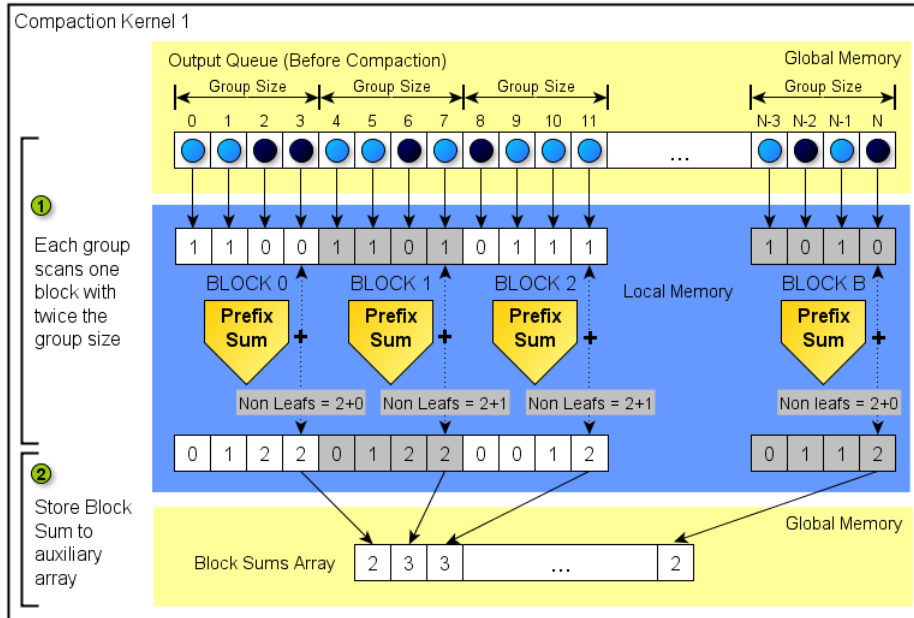 Compaction Kernel 1
Output Queue (Before Compaction) Global Memory
Group Size Group Size Group Size Group Size
0 1 2 3 4 5 6 7 8 9 10 11 N-3 N-2 N-1 N
...
1
Each group
scans one
block with
twice the
group size
1 1 0 0 1 1 0 1 0 1 1 1 1 0 1 0
BLOCK 0 BLOCK 1 BLOCK 2 Local Memory BLOCK B
Prefix Prefix Prefix Prefix
Sum + Sum + Sum + Sum +
Non Leafs = 2+0 Non Leafs = 2+1 Non Leafs = 2+1 Non leafs = 2+0
0 1 2 2 0 1 2 2 0 0 1 2 0 1 1 2
2
Store Block
Sum to
auxiliary
array
Global Memory
Block Sums Array 2 3 3 ... 2